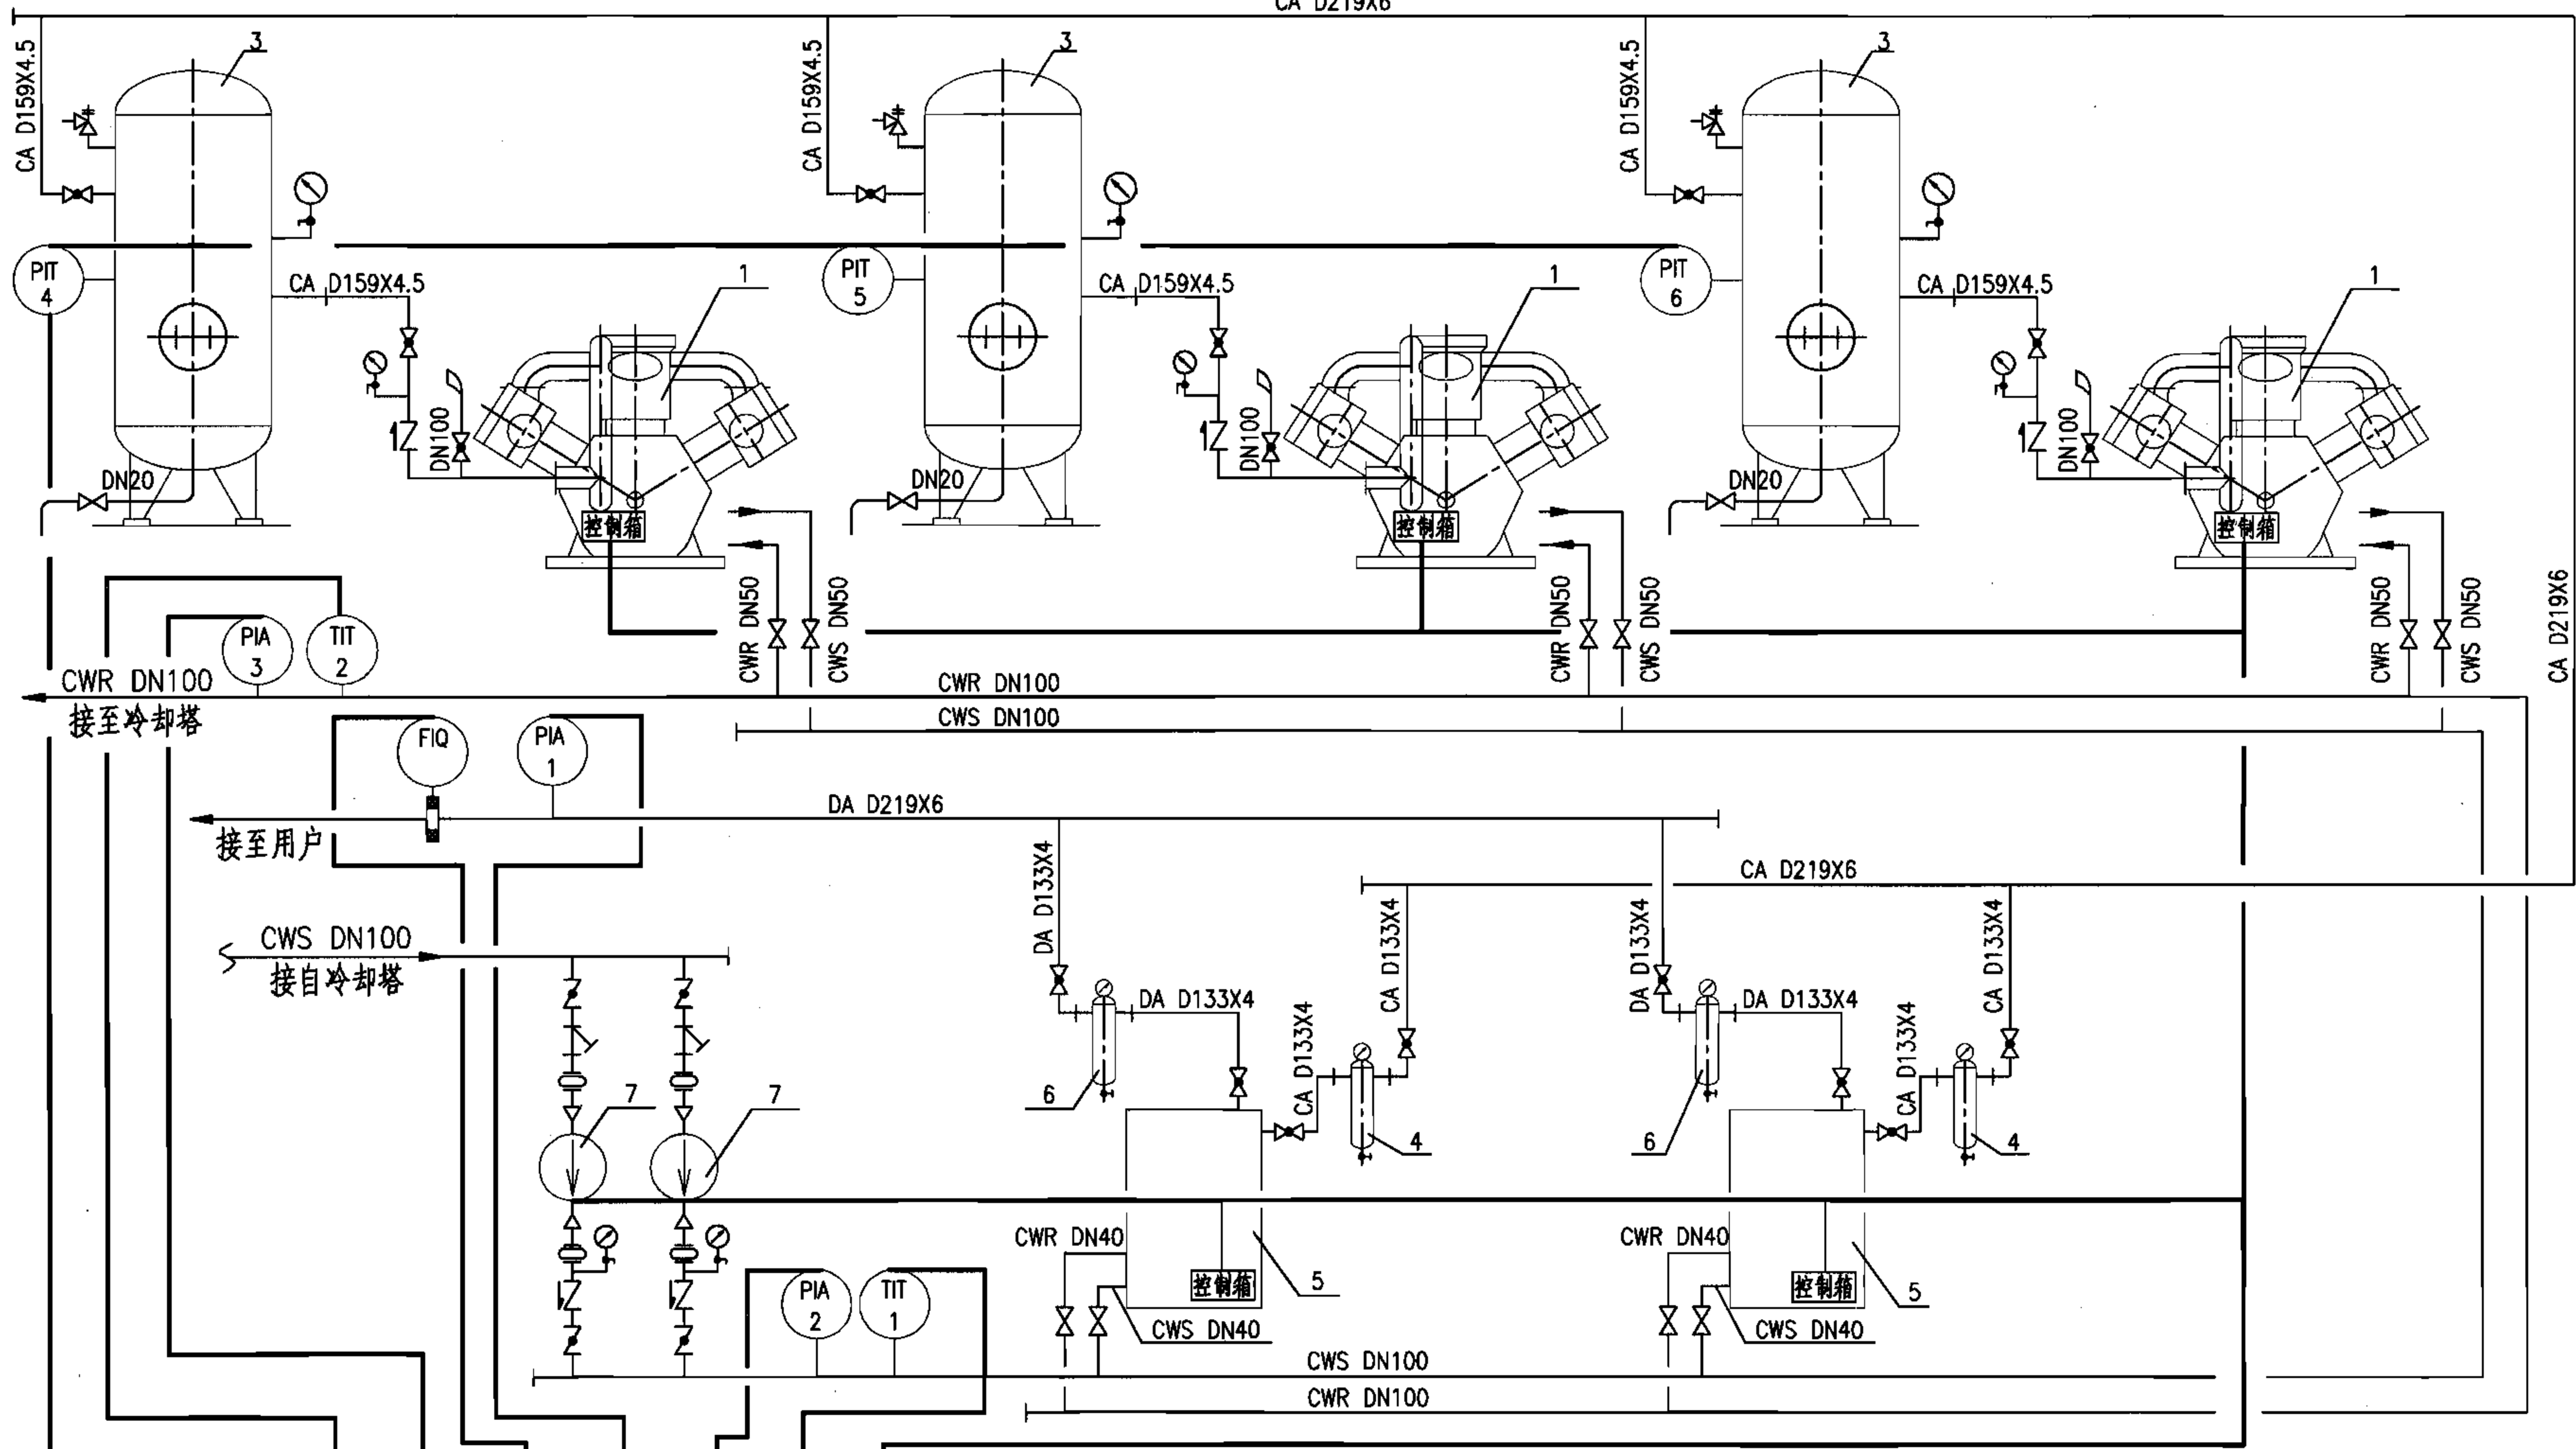 CA D219X6
CA D159X4.5
3
CA D159X4.5
3
CA D159X4.5
3
PIT
4
CA D159X4.5
1
PIT
5
CA D159X4.5
1
PIT
6
CA D159X4.5
1
DN100
DN100
DN100
DN20
控制箱
DN20
控制箱
DN20
控制箱
CWR DN50
CWS DN50
CWR DN50
CWS DN50
CWR DN50
CWS DN50
CA D219X6
PIA
3
TIT
2
CWR DN100
接至冷却塔
CWR DN100
CWS DN100
FIQ
PIA
1
DA D219X6
接至用户
DA D133X4
CA D219X6
CA D133X4
DA D133X4
CA D133X4
CWS DN100
接自冷却塔
DA D133X4
CA D133X4
DA D133X4
CA D133X4
7
7
6
4
6
4
CWR DN40
CWR DN40
控制箱
5
控制箱
5
PIA
2
TIT
1
CWS DN40
CWS DN40
CWS DN100
CWR DN100